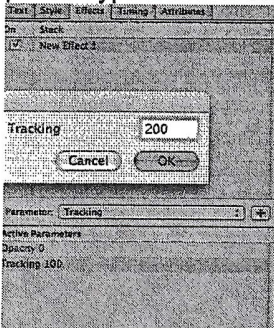 Text Style Effects Timing Attributes
On Stack
New Effect 1
Tracking 200
Cancel OK
Parameter: Tracking
Active Parameters
Opacity 0
Tracking 100